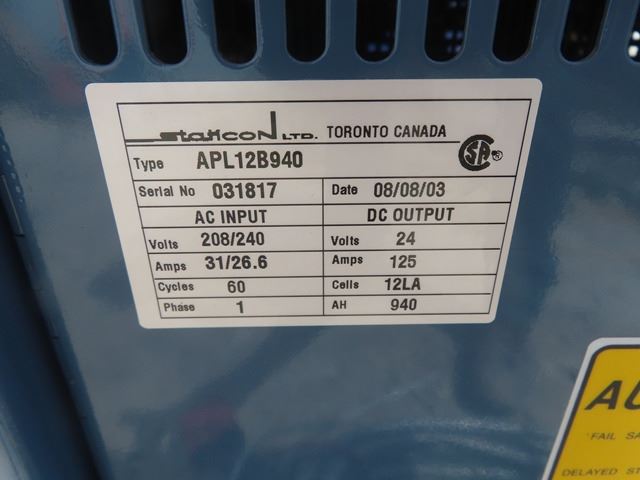 staticon LTD. TORONTO CANADA
Type APL12B940
SA
Serial No 031817 Date 08/08/03
AC INPUT DC OUTPUT
Volts 208/240 Volts 24
Amps 31/26.6 Amps 125
Cycles 60 Cells 12LA
Phase 1 AH 940
FAIL
DELAYED